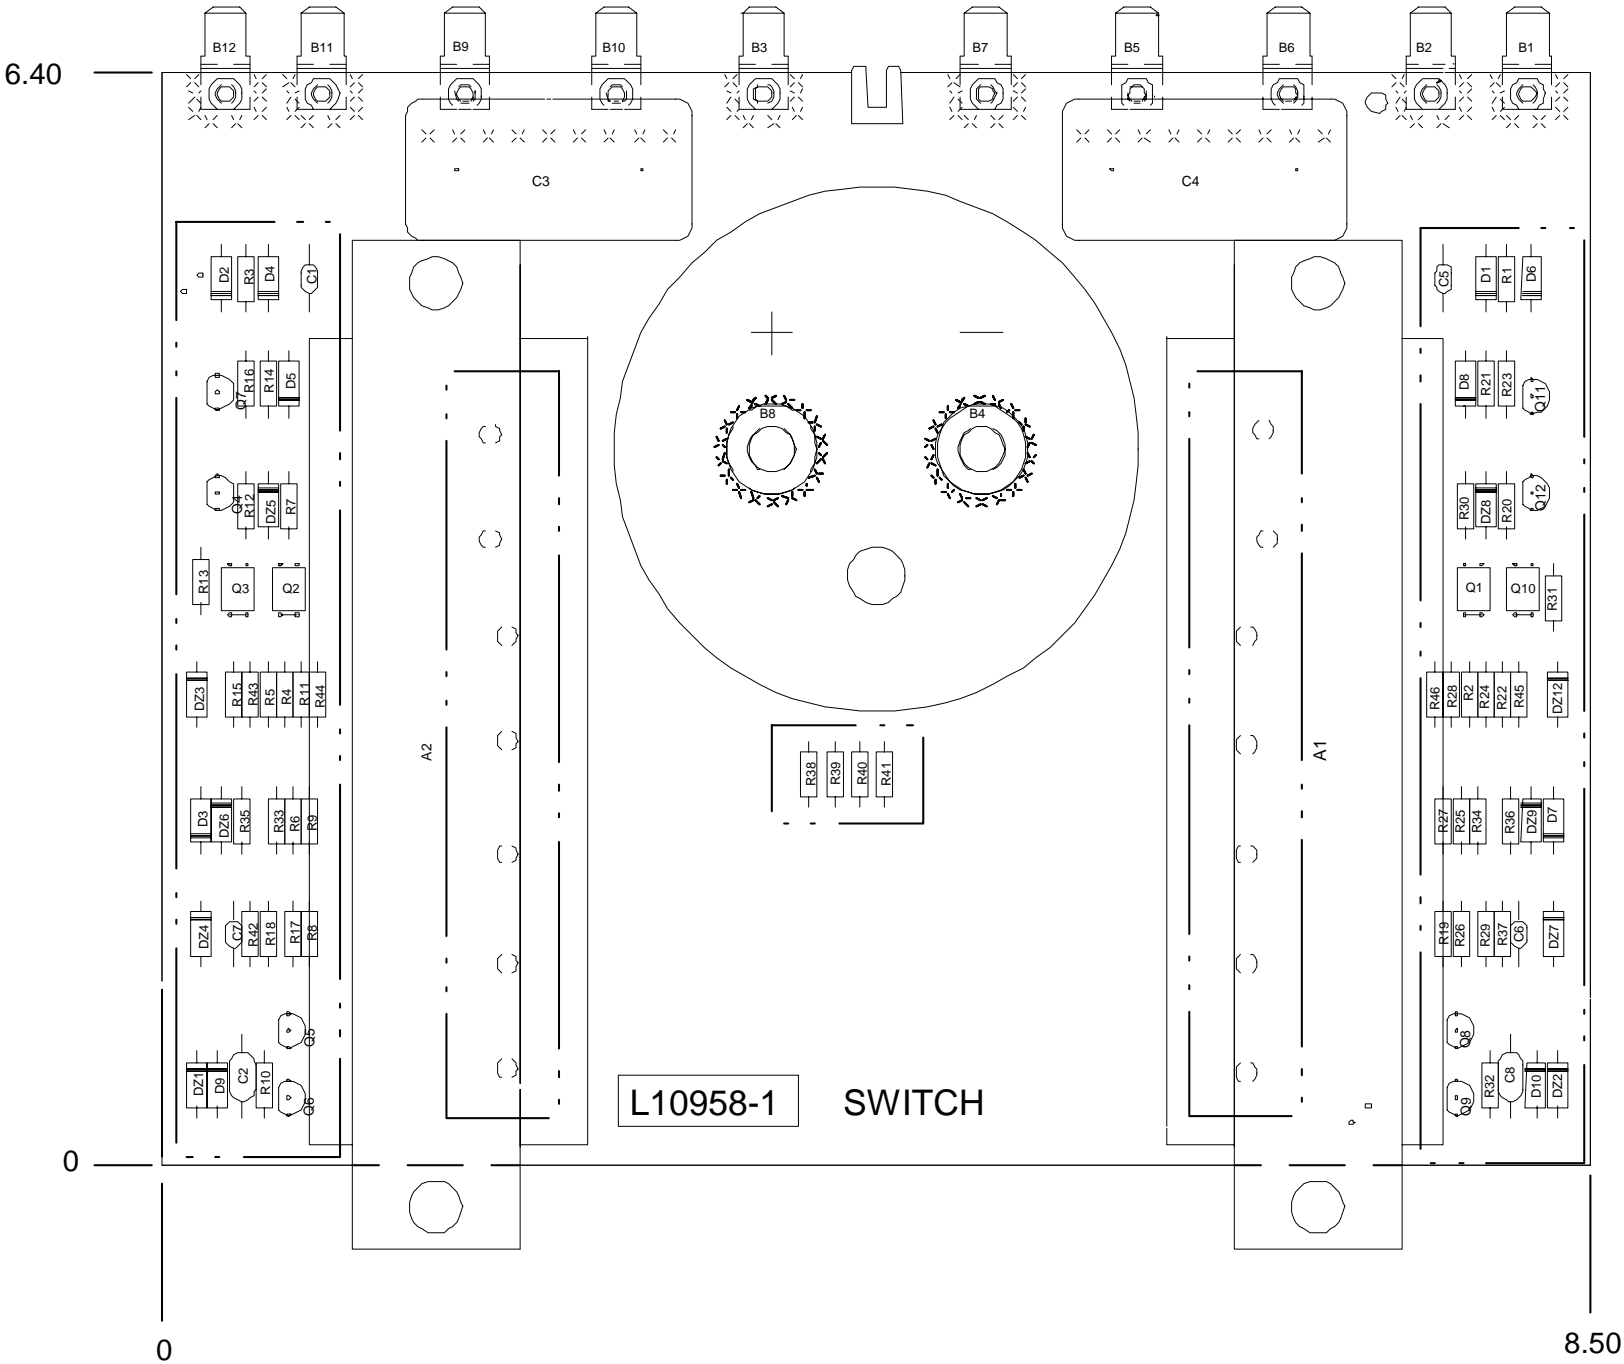 B12 B11 B9 B10 B3 B7 B5 B6 B2 B1
6.40
C3 C4
D2 R3 D4 C1 C5 D1 R1 D6
R16 R14 D5 D8 R21 R23
Q7 Q11
B8 B4
Q4 R12 DZ5 R7 R30 DZ8 R20 Q12
R13 Q3 Q2 Q1 Q10 R31
DZ3 R15 R43 R5 R4 R11 R44 R46 R28 R2 R24 R22 R45 DZ12
A2 A1
R38 R39 R40 R41
D3 DZ6 R35 R33 R6 R9 R27 R25 R34 R36 DZ9 D7
DZ4 C7 R42 R18 R17 R8 R19 R26 R29 R37 C6 DZ7
Q5 Q8
DZ1 D9 C2 R10 Q6 Q9 R32 C8 D10 DZ2
L10958-1 SWITCH
0
0 8.50